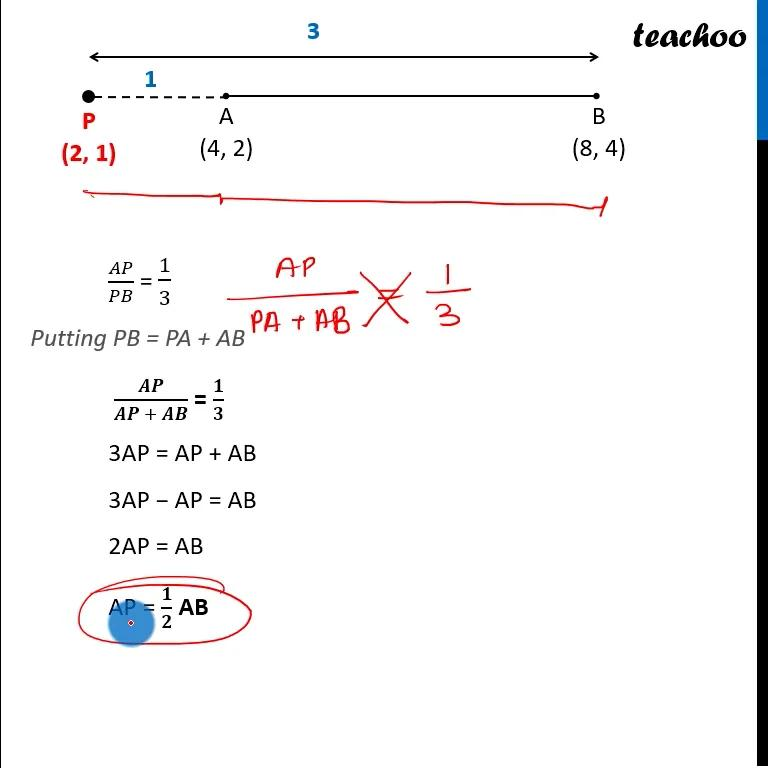 3
teachoo
1
P A B
(2, 1) (4, 2) (8, 4)
AP/PB = 1/3
AP/(PA + AB) = 1/3
Putting PB = PA + AB
AP/(AP + AB) = 1/3
3AP = AP + AB
3AP − AP = AB
2AP = AB
AP = 1/2 AB